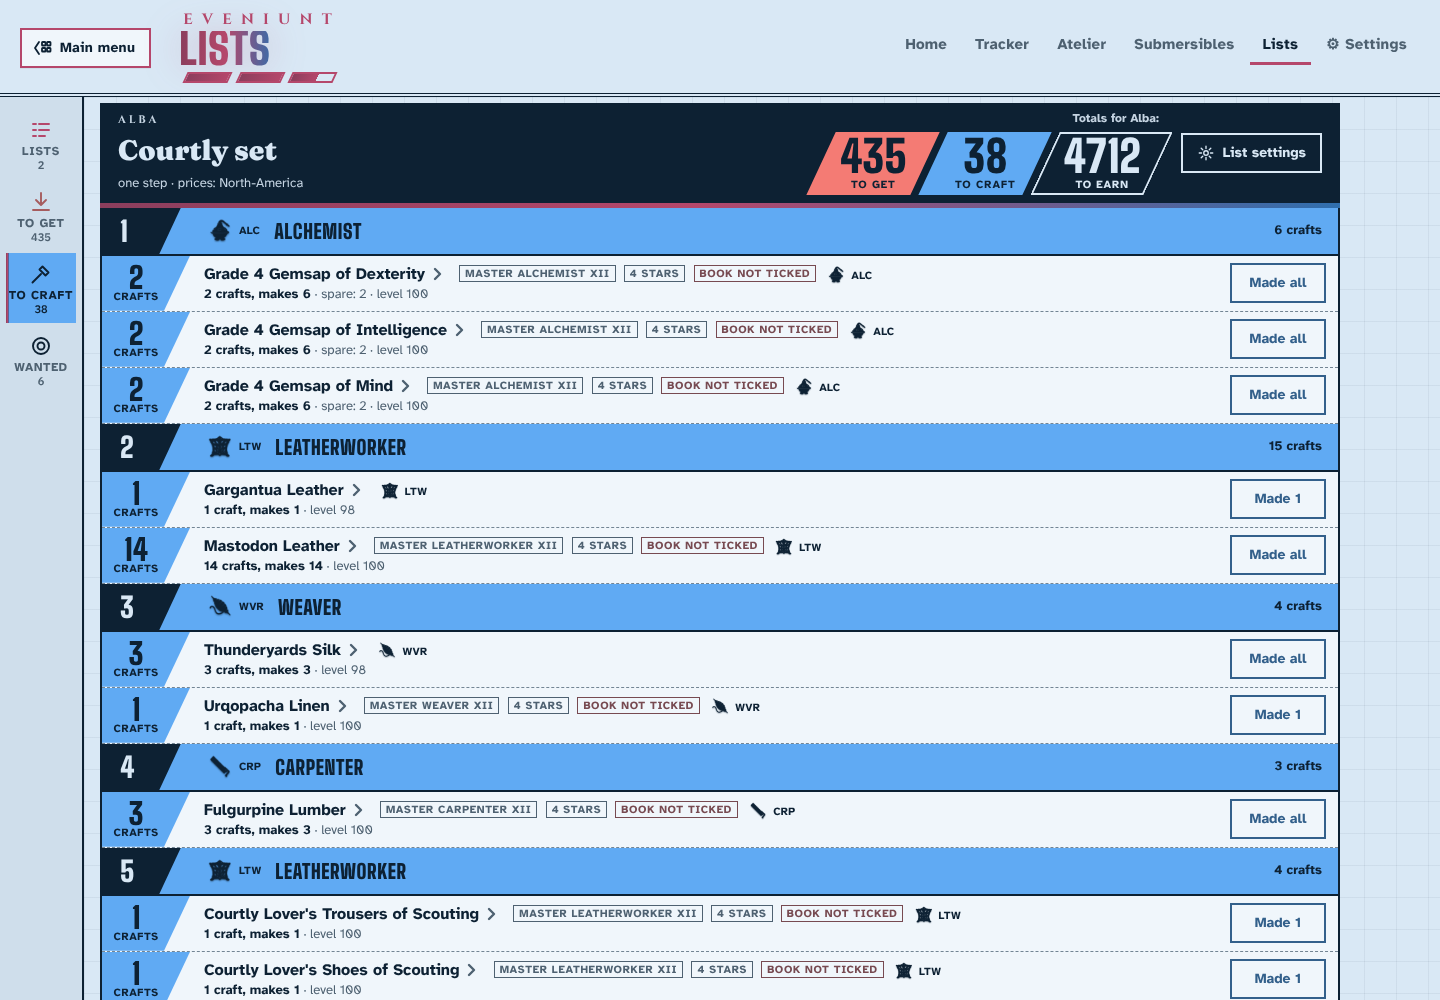 Main menu
EVENIUNT
LISTS
Home
Tracker
Atelier
Submersibles
Lists
Settings
LISTS
2
TO GET
435
TO CRAFT
38
WANTED
6
ALBA
Courtly set
one step · prices: North-America
Totals for Alba:
435
TO GET
38
TO CRAFT
4712
TO EARN
List settings
1 ALC ALCHEMIST 6 crafts
2 CRAFTS
Grade 4 Gemsap of Dexterity MASTER ALCHEMIST XII 4 STARS BOOK NOT TICKED ALC
2 crafts, makes 6 · spare: 2 · level 100
Made all
2 CRAFTS
Grade 4 Gemsap of Intelligence MASTER ALCHEMIST XII 4 STARS BOOK NOT TICKED ALC
2 crafts, makes 6 · spare: 2 · level 100
Made all
2 CRAFTS
Grade 4 Gemsap of Mind MASTER ALCHEMIST XII 4 STARS BOOK NOT TICKED ALC
2 crafts, makes 6 · spare: 2 · level 100
Made all
2 LTW LEATHERWORKER 15 crafts
1 CRAFTS
Gargantua Leather LTW
1 craft, makes 1 · level 98
Made 1
14 CRAFTS
Mastodon Leather MASTER LEATHERWORKER XII 4 STARS BOOK NOT TICKED LTW
14 crafts, makes 14 · level 100
Made all
3 WVR WEAVER 4 crafts
3 CRAFTS
Thunderyards Silk WVR
3 crafts, makes 3 · level 98
Made all
1 CRAFTS
Urqopacha Linen MASTER WEAVER XII 4 STARS BOOK NOT TICKED WVR
1 craft, makes 1 · level 100
Made 1
4 CRP CARPENTER 3 crafts
3 CRAFTS
Fulgurpine Lumber MASTER CARPENTER XII 4 STARS BOOK NOT TICKED CRP
3 crafts, makes 3 · level 100
Made all
5 LTW LEATHERWORKER 4 crafts
1 CRAFTS
Courtly Lover's Trousers of Scouting MASTER LEATHERWORKER XII 4 STARS BOOK NOT TICKED LTW
1 craft, makes 1 · level 100
Made 1
1 CRAFTS
Courtly Lover's Shoes of Scouting MASTER LEATHERWORKER XII 4 STARS BOOK NOT TICKED LTW
1 craft, makes 1 · level 100
Made 1